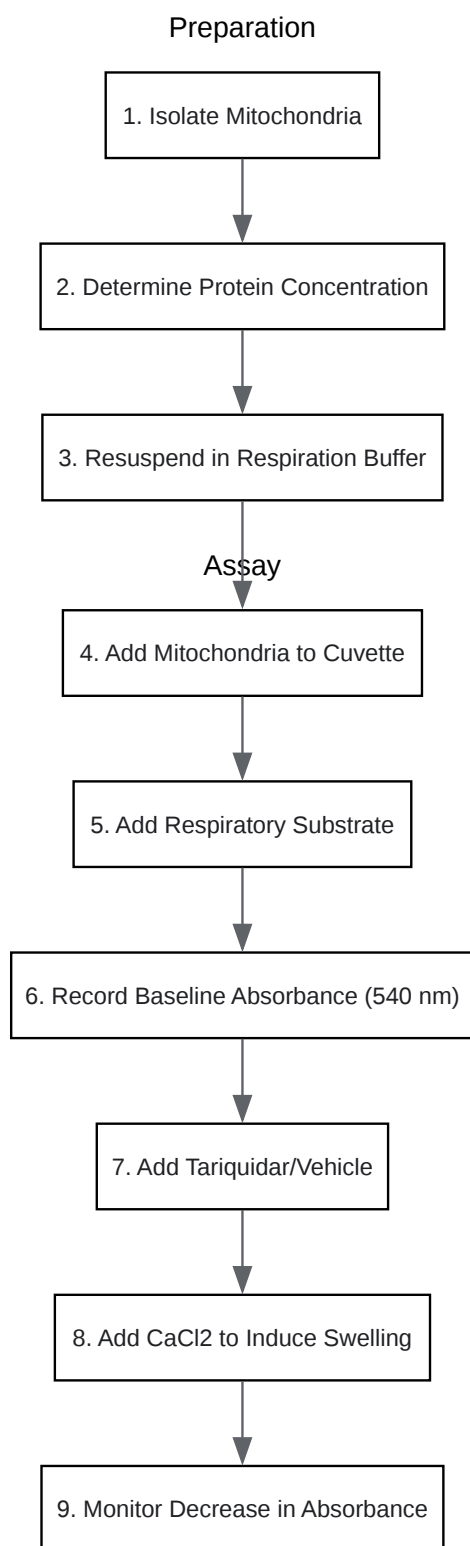 Preparation
1. Isolate Mitochondria
2. Determine Protein Concentration
3. Resuspend in Respiration Buffer
Assay
4. Add Mitochondria to Cuvette
5. Add Respiratory Substrate
6. Record Baseline Absorbance (540 nm)
7. Add Tariquidar/Vehicle
8. Add CaCl2 to Induce Swelling
9. Monitor Decrease in Absorbance